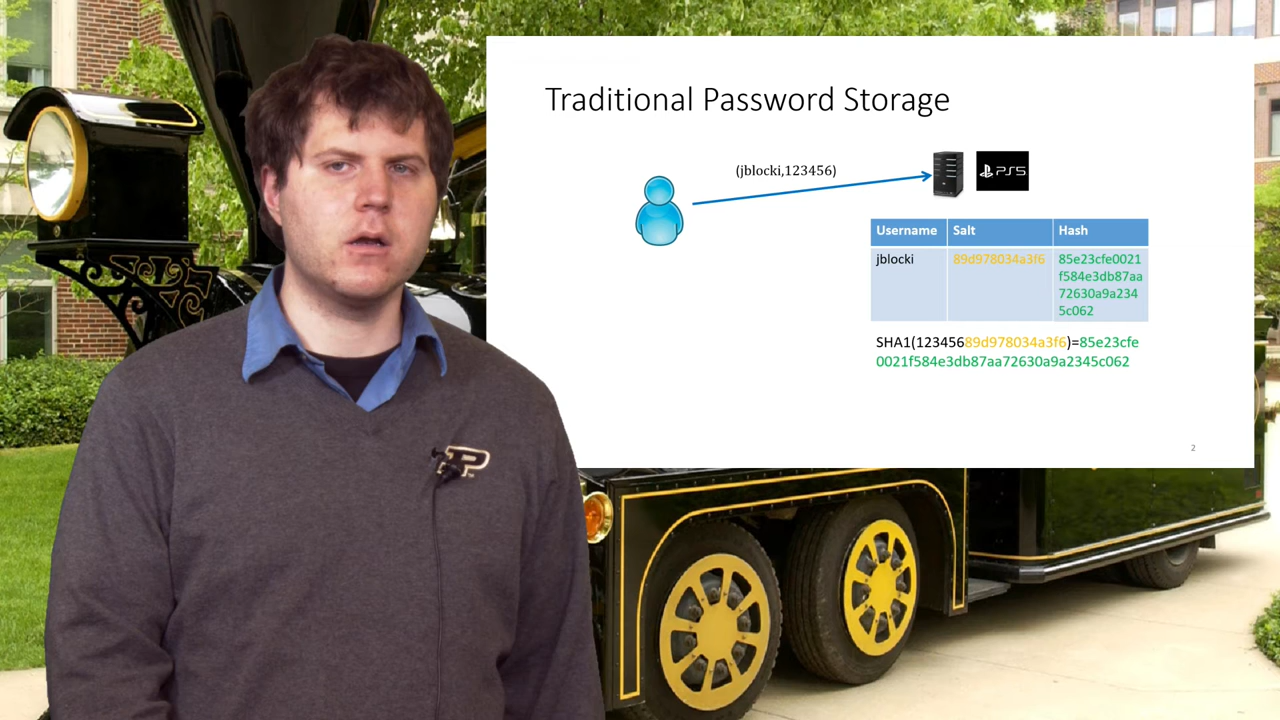 Traditional Password Storage
(jblocki,123456)
PS5
Username Salt Hash
jblocki 89d978034a3f6 85e23cfe0021
f584e3db87aa
72630a9a234
5c062
SHA1(12345689d978034a3f6)=85e23cfe
0021f584e3db87aa72630a9a2345c062
P
2